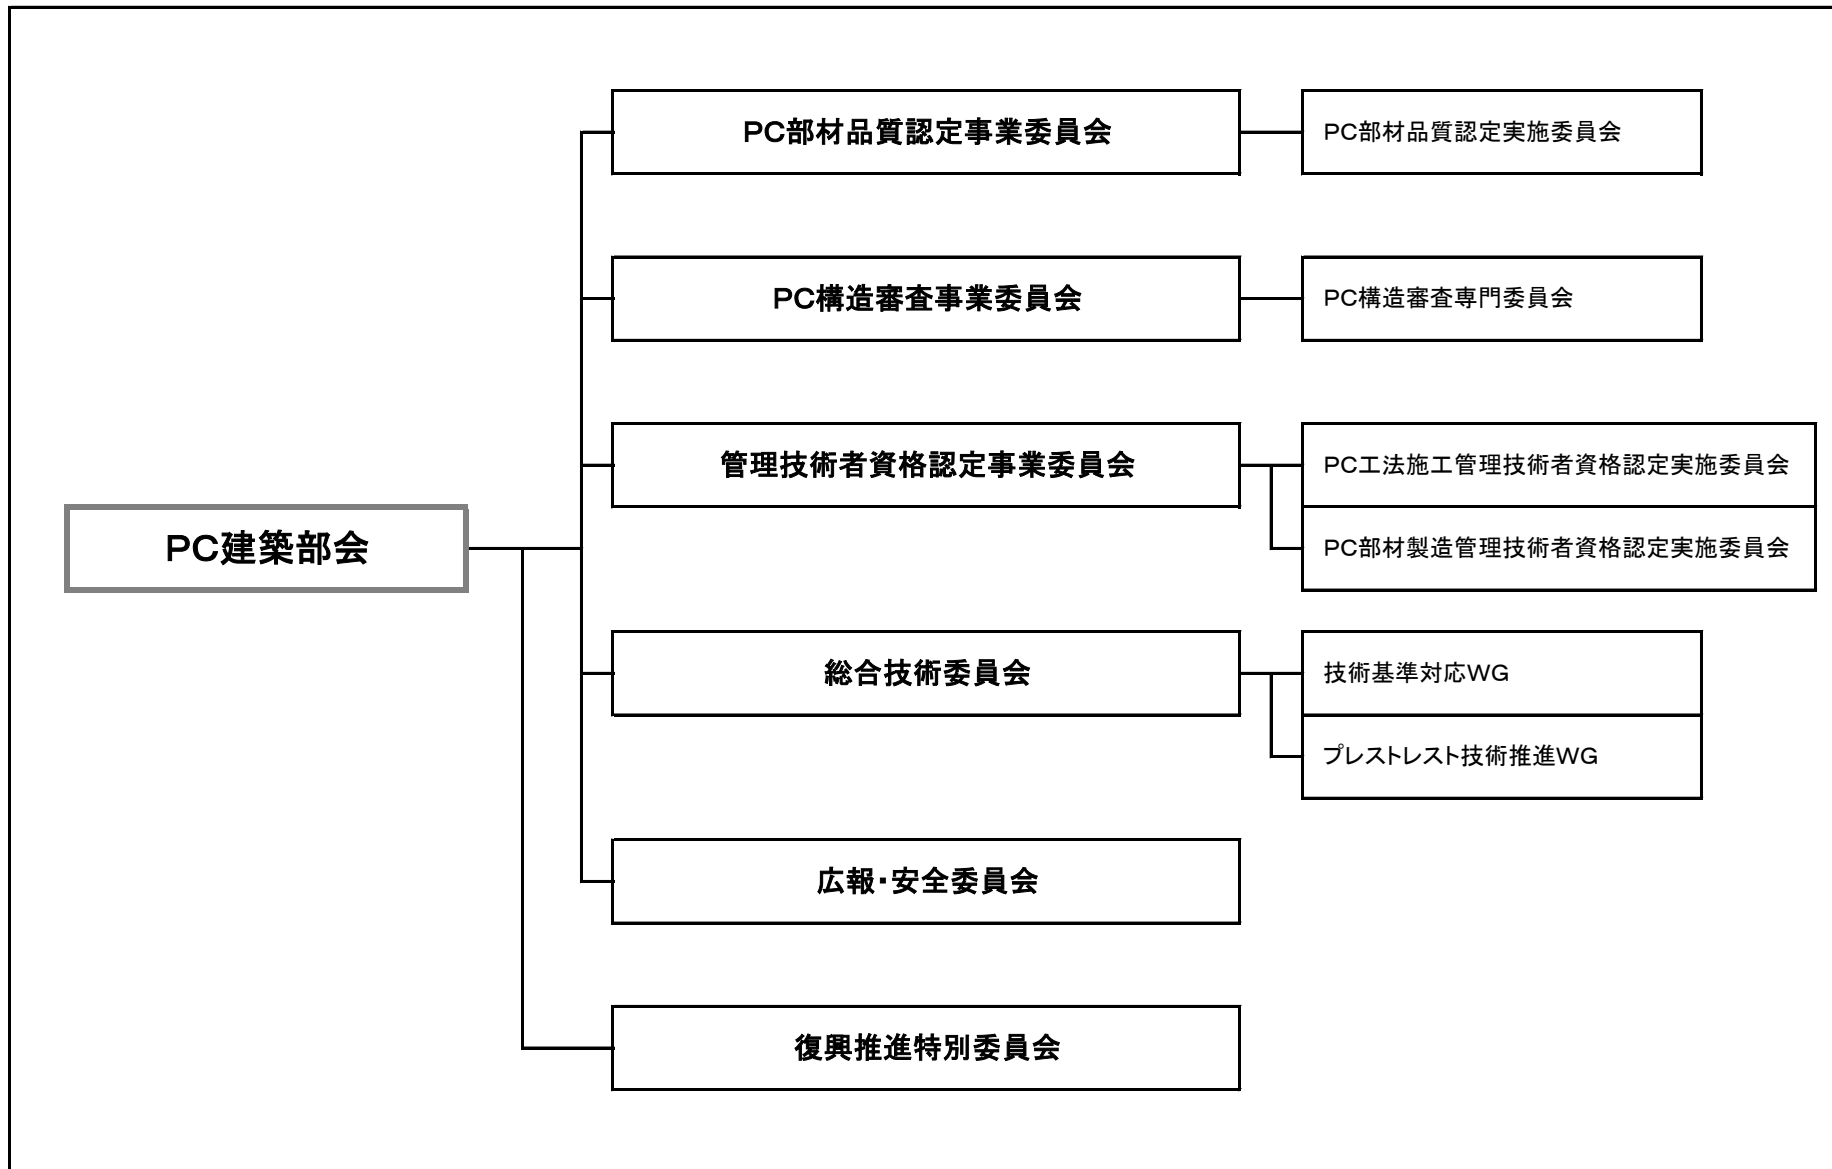 PC部材品質認定事業委員会
PC部材品質認定実施委員会
PC構造審査事業委員会
PC構造審査専門委員会
管理技術者資格認定事業委員会
PC工法施工管理技術者資格認定実施委員会
PC建築部会
PC部材製造管理技術者資格認定実施委員会
総合技術委員会
技術基準対応WG
プレストレスト技術推進WG
広報・安全委員会
復興推進特別委員会